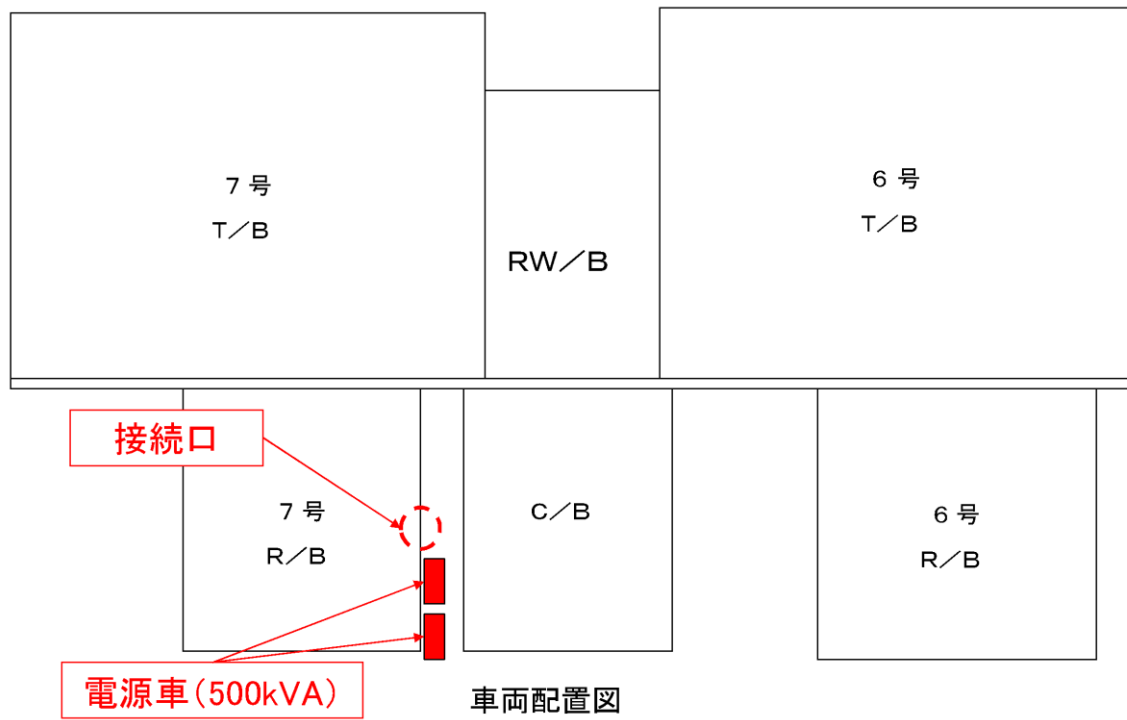 7 号
T/B
RW/B
6 号
T/B
接続口
7 号
R/B
C/B
6 号
R/B
電源車(500kVA)
車両配置図